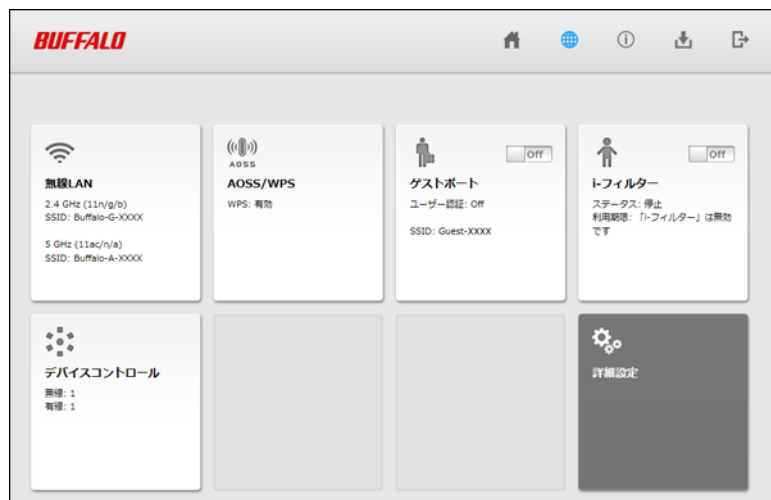 BUFFALO
無線LAN
2.4 GHz (11n/g/b)
SSID: Buffalo-G-XXXX
5 GHz (11ac/n/a)
SSID: Buffalo-A-XXXX
AOSS
AOSS/WPS
WPS: 有効
Off
ゲストポート
ユーザー認証: Off
SSID: Guest-XXXX
Off
i-フィルター
ステータス: 停止
利用期限: 「i-フィルター」は無効
です
デバイスコントロール
無線: 1
有線: 1
詳細設定